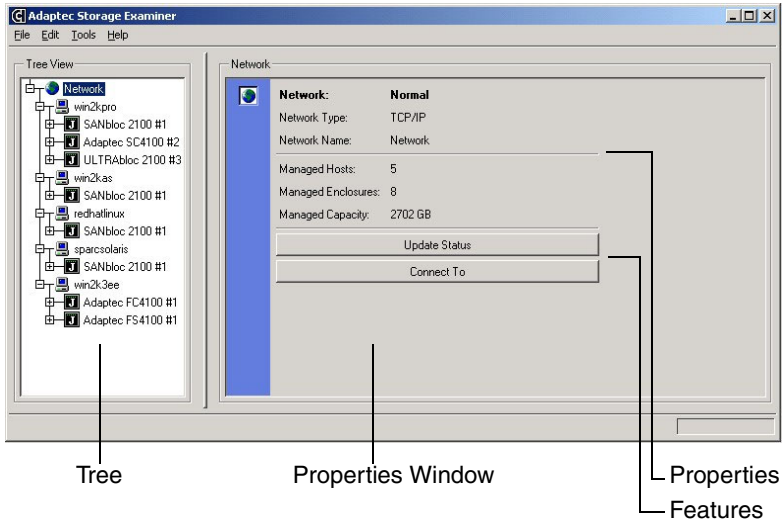 Adaptec Storage Examiner
File Edit Tools Help
Tree View
Network
win2kpro
SANbloc 2100 #1
Adaptec SC4100 #2
ULTRAbloc 2100 #3
win2kas
SANbloc 2100 #1
redhatlinux
SANbloc 2100 #1
sparcsolaris
SANbloc 2100 #1
win2k3ee
Adaptec FC4100 #1
Adaptec FS4100 #1
Network
Network: Normal
Network Type: TCP/IP
Network Name: Network
Managed Hosts: 5
Managed Enclosures: 8
Managed Capacity: 2702 GB
Update Status
Connect To
Tree
Properties Window
Properties
Features